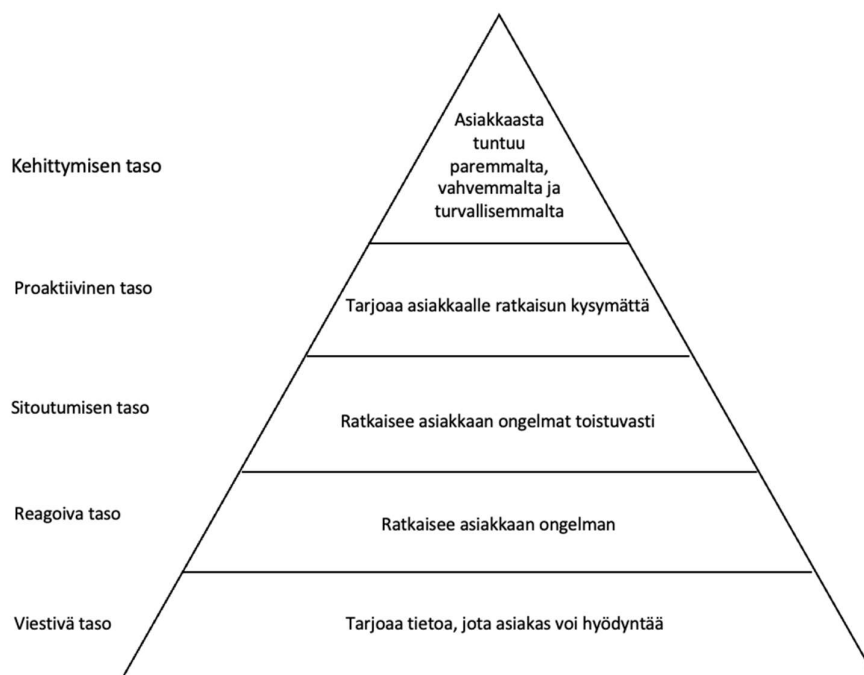 Kehittymisen taso
Asiakkaasta
tuntuu
paremmalta,
vahvemmalta ja
turvallisemmalta
Proaktiivinen taso
Tarjoaa asiakkaalle ratkaisun kysymättä
Sitoutumisen taso
Ratkaisee asiakkaan ongelmat toistuvasti
Reagoiva taso
Ratkaisee asiakkaan ongelman
Viestivä taso
Tarjoaa tietoa, jota asiakas voi hyödyntää